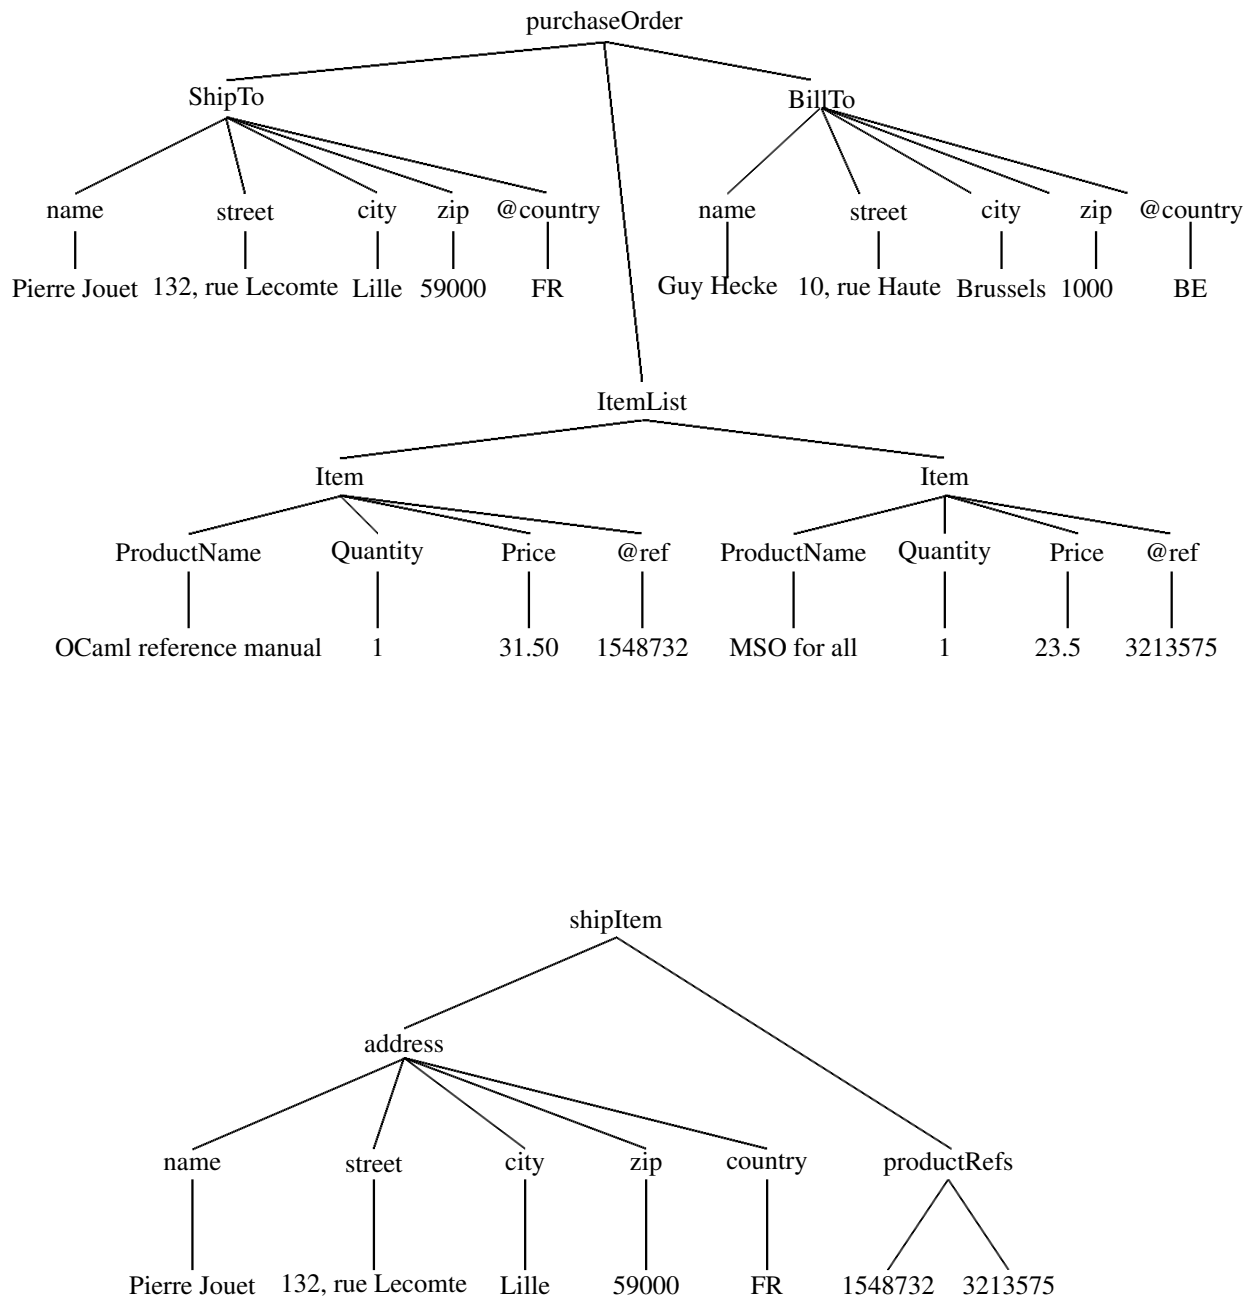 purchaseOrder
ShipTo BillTo
name street city zip @country name street city zip @country
Pierre Jouet 132, rue Lecomte Lille 59000 FR Guy Hecke 10, rue Haute Brussels 1000 BE
ItemList
Item Item
ProductName Quantity Price @ref ProductName Quantity Price @ref
OCaml reference manual 1 31.50 1548732 MSO for all 1 23.5 3213575
shipItem
address
name street city zip country productRefs
Pierre Jouet 132, rue Lecomte Lille 59000 FR 1548732 3213575